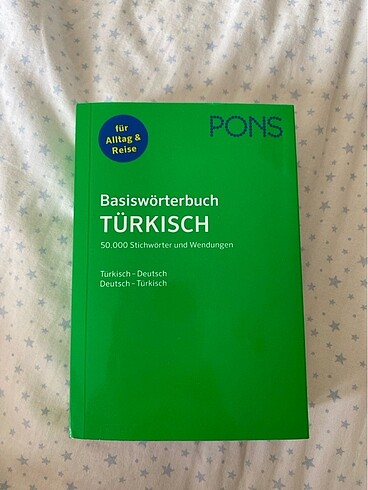 für
Alltag &
Reise
PONS
Basiswörterbuch
TÜRKISCH
50.000 Stichwörter und Wendungen
Türkisch – Deutsch
Deutsch – Türkisch